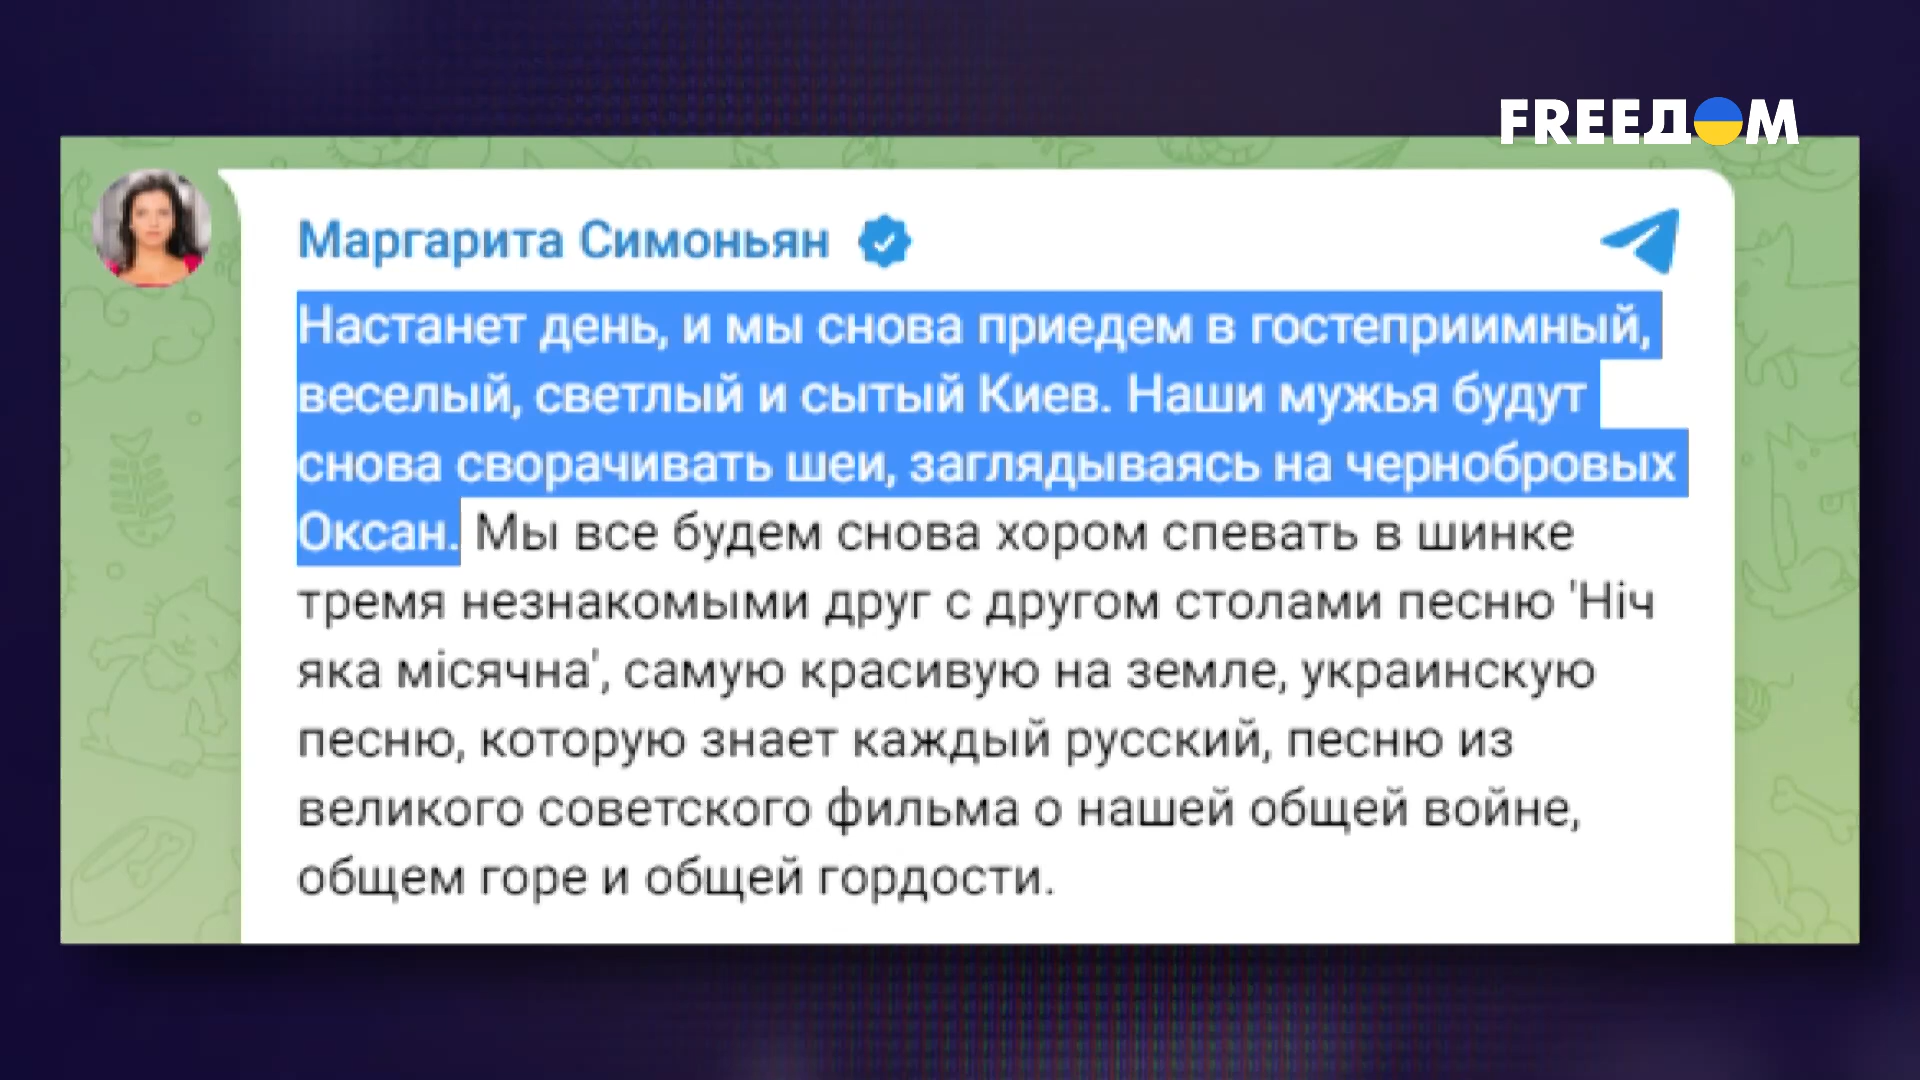 FREEДOM
Маргарита Симоньян
Настанет день, и мы снова приедем в гостеприимный,
веселый, светлый и сытый Киев. Наши мужья будут
снова сворачивать шеи, заглядываясь на чернобровых
Оксан. Мы все будем снова хором спевать в шинке
тремя незнакомыми друг с другом столами песню 'Ніч
яка місячна', самую красивую на земле, украинскую
песню, которую знает каждый русский, песню из
великого советского фильма о нашей общей войне,
общем горе и общей гордости.